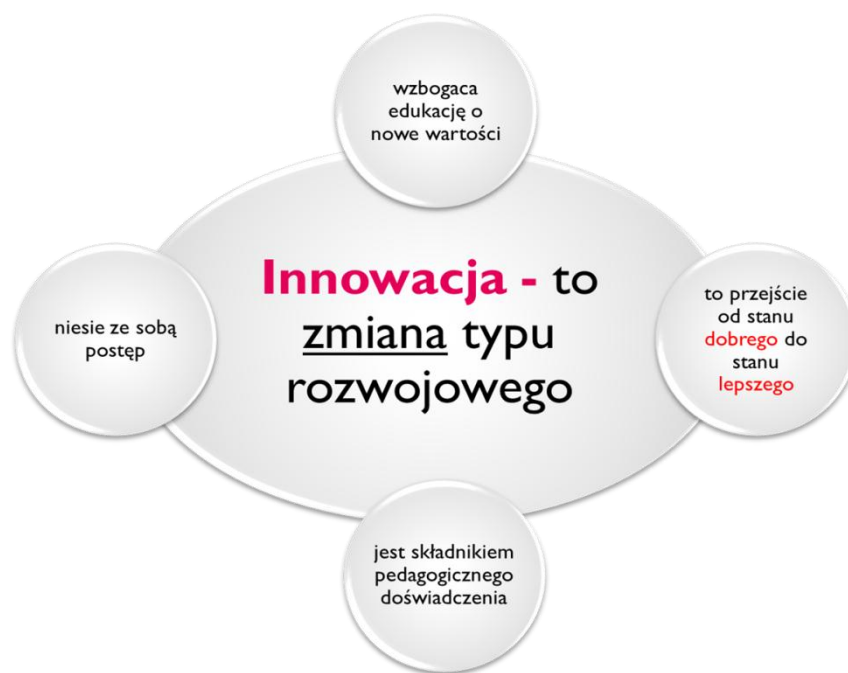 wzbogaca
edukację o
nowe wartości
Innowacja - to
zmiana typu
rozwojowego
niesie ze sobą
postęp
to przejście
od stanu
dobrego do
stanu
lepszego
jest składnikiem
pedagogicznego
doświadczenia